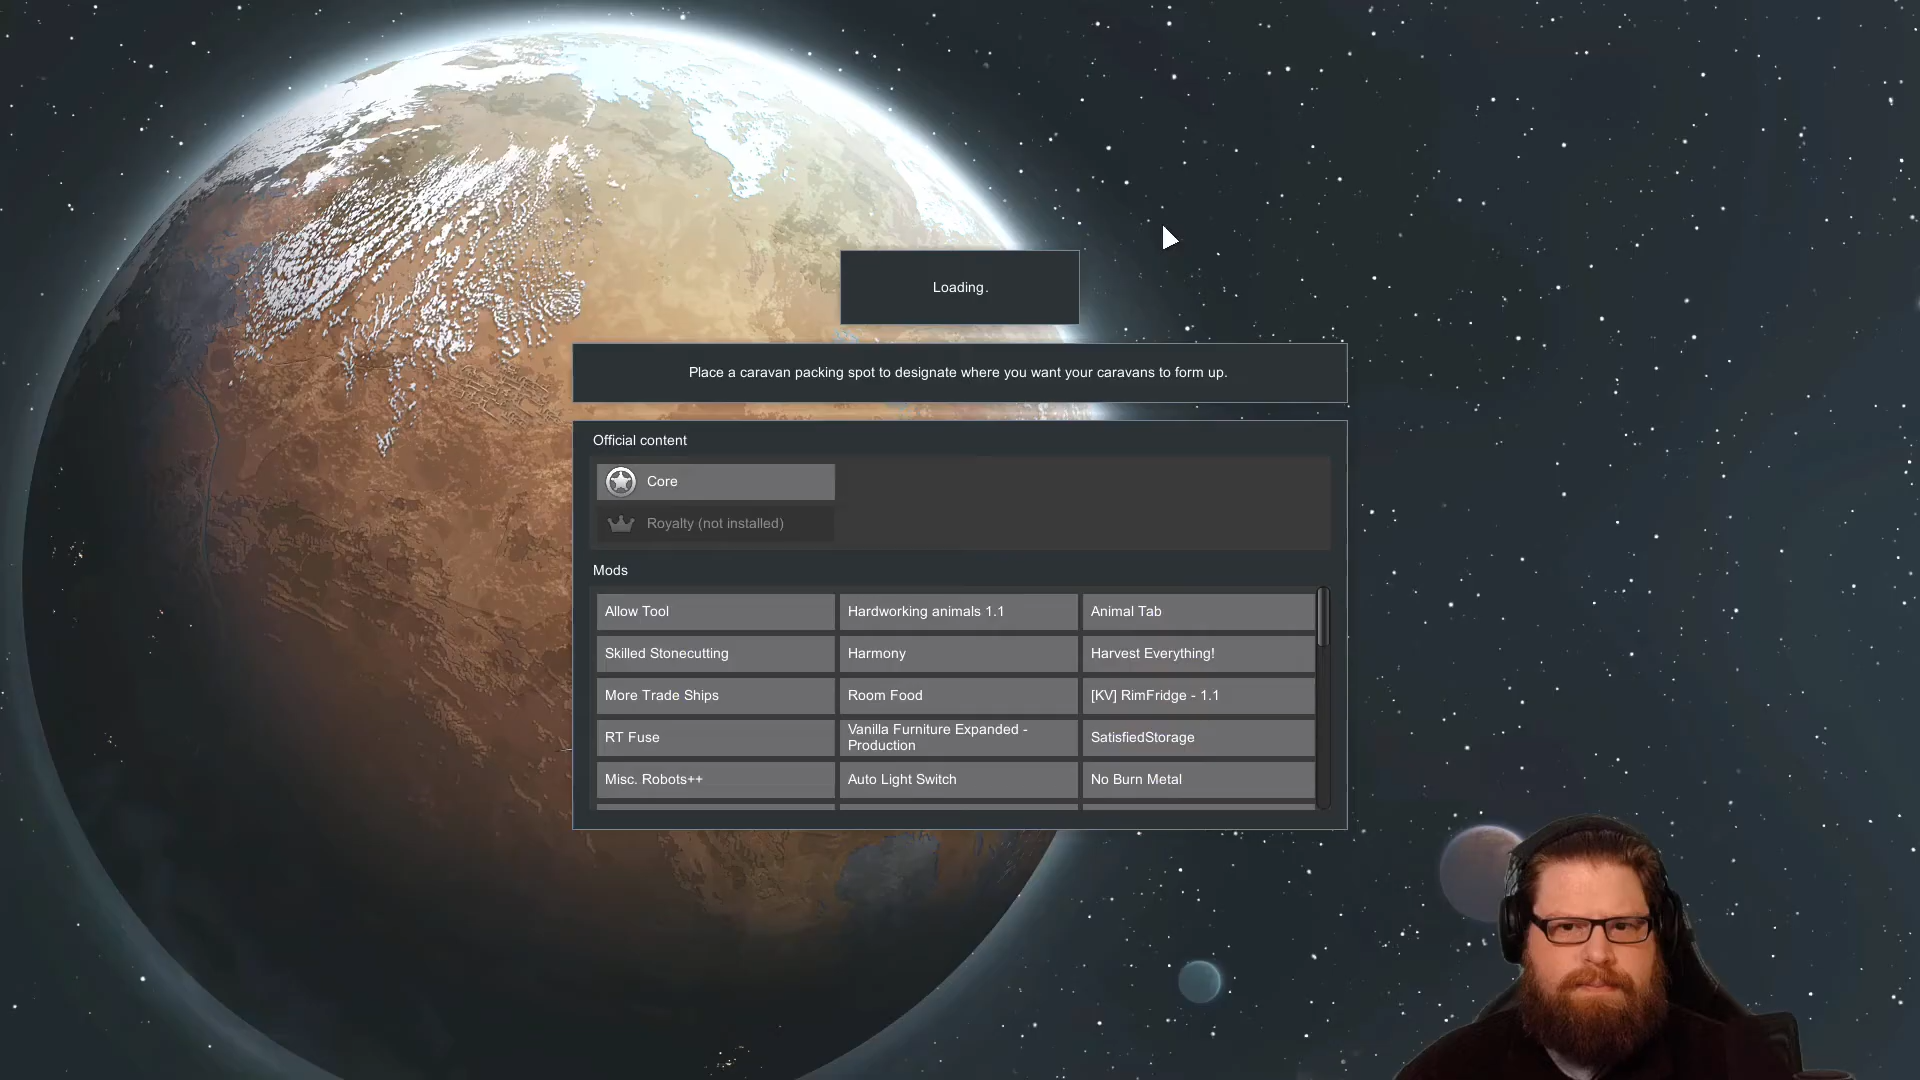 Loading.
Place a caravan packing spot to designate where you want your caravans to form up.
Official content
Core
Royalty (not installed)
Mods
Allow Tool
Hardworking animals 1.1
Animal Tab
Skilled Stonecutting
Harmony
Harvest Everything!
More Trade Ships
Room Food
[KV] RimFridge - 1.1
RT Fuse
Vanilla Furniture Expanded -
Production
SatisfiedStorage
Misc. Robots++
Auto Light Switch
No Burn Metal